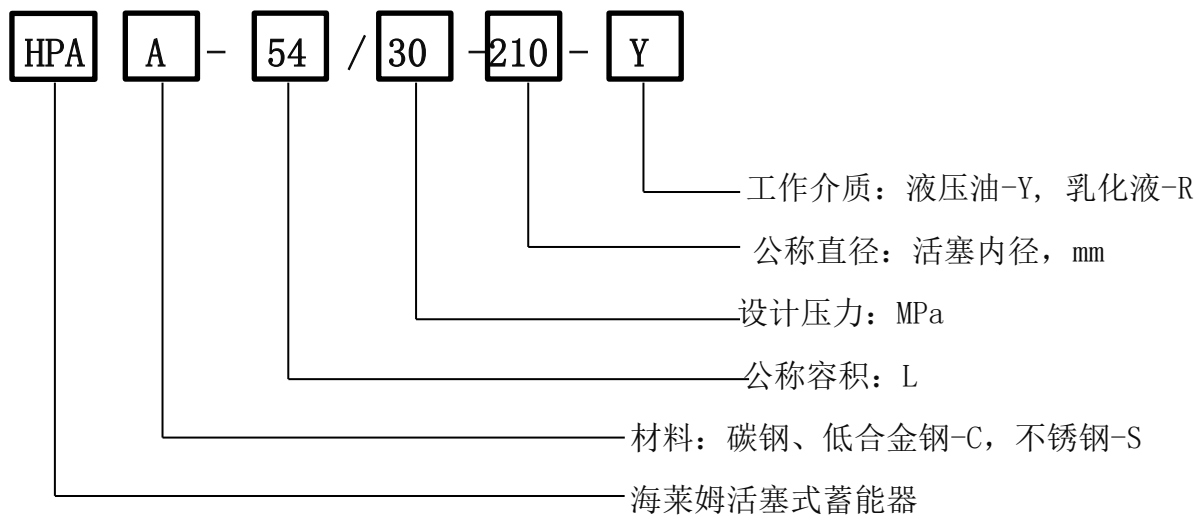 HPA A - 54 / 30 -210- Y
工作介质：液压油-Y，乳化液-R
公称直径：活塞内径，mm
设计压力：MPa
公称容积：L
材料：碳钢、低合金钢-C，不锈钢-S
海莱姆活塞式蓄能器